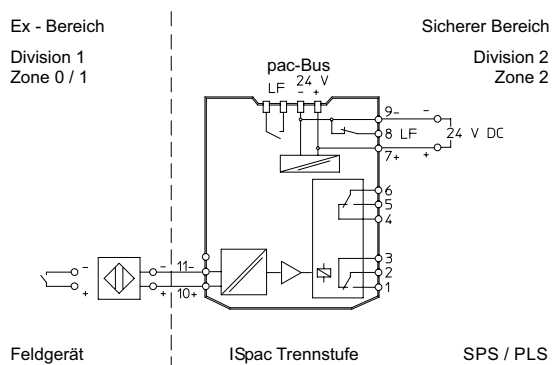 Ex - Bereich
Sicherer Bereich
Division 1
Zone 0 / 1
Division 2
Zone 2
pac-Bus
LF 24 V
- +
9-
8 LF
7+
-
+
24 V DC
6
5
4
3
2
1
11-
10+
- -
+ +
Feldgerät
ISpac Trennstufe
SPS / PLS